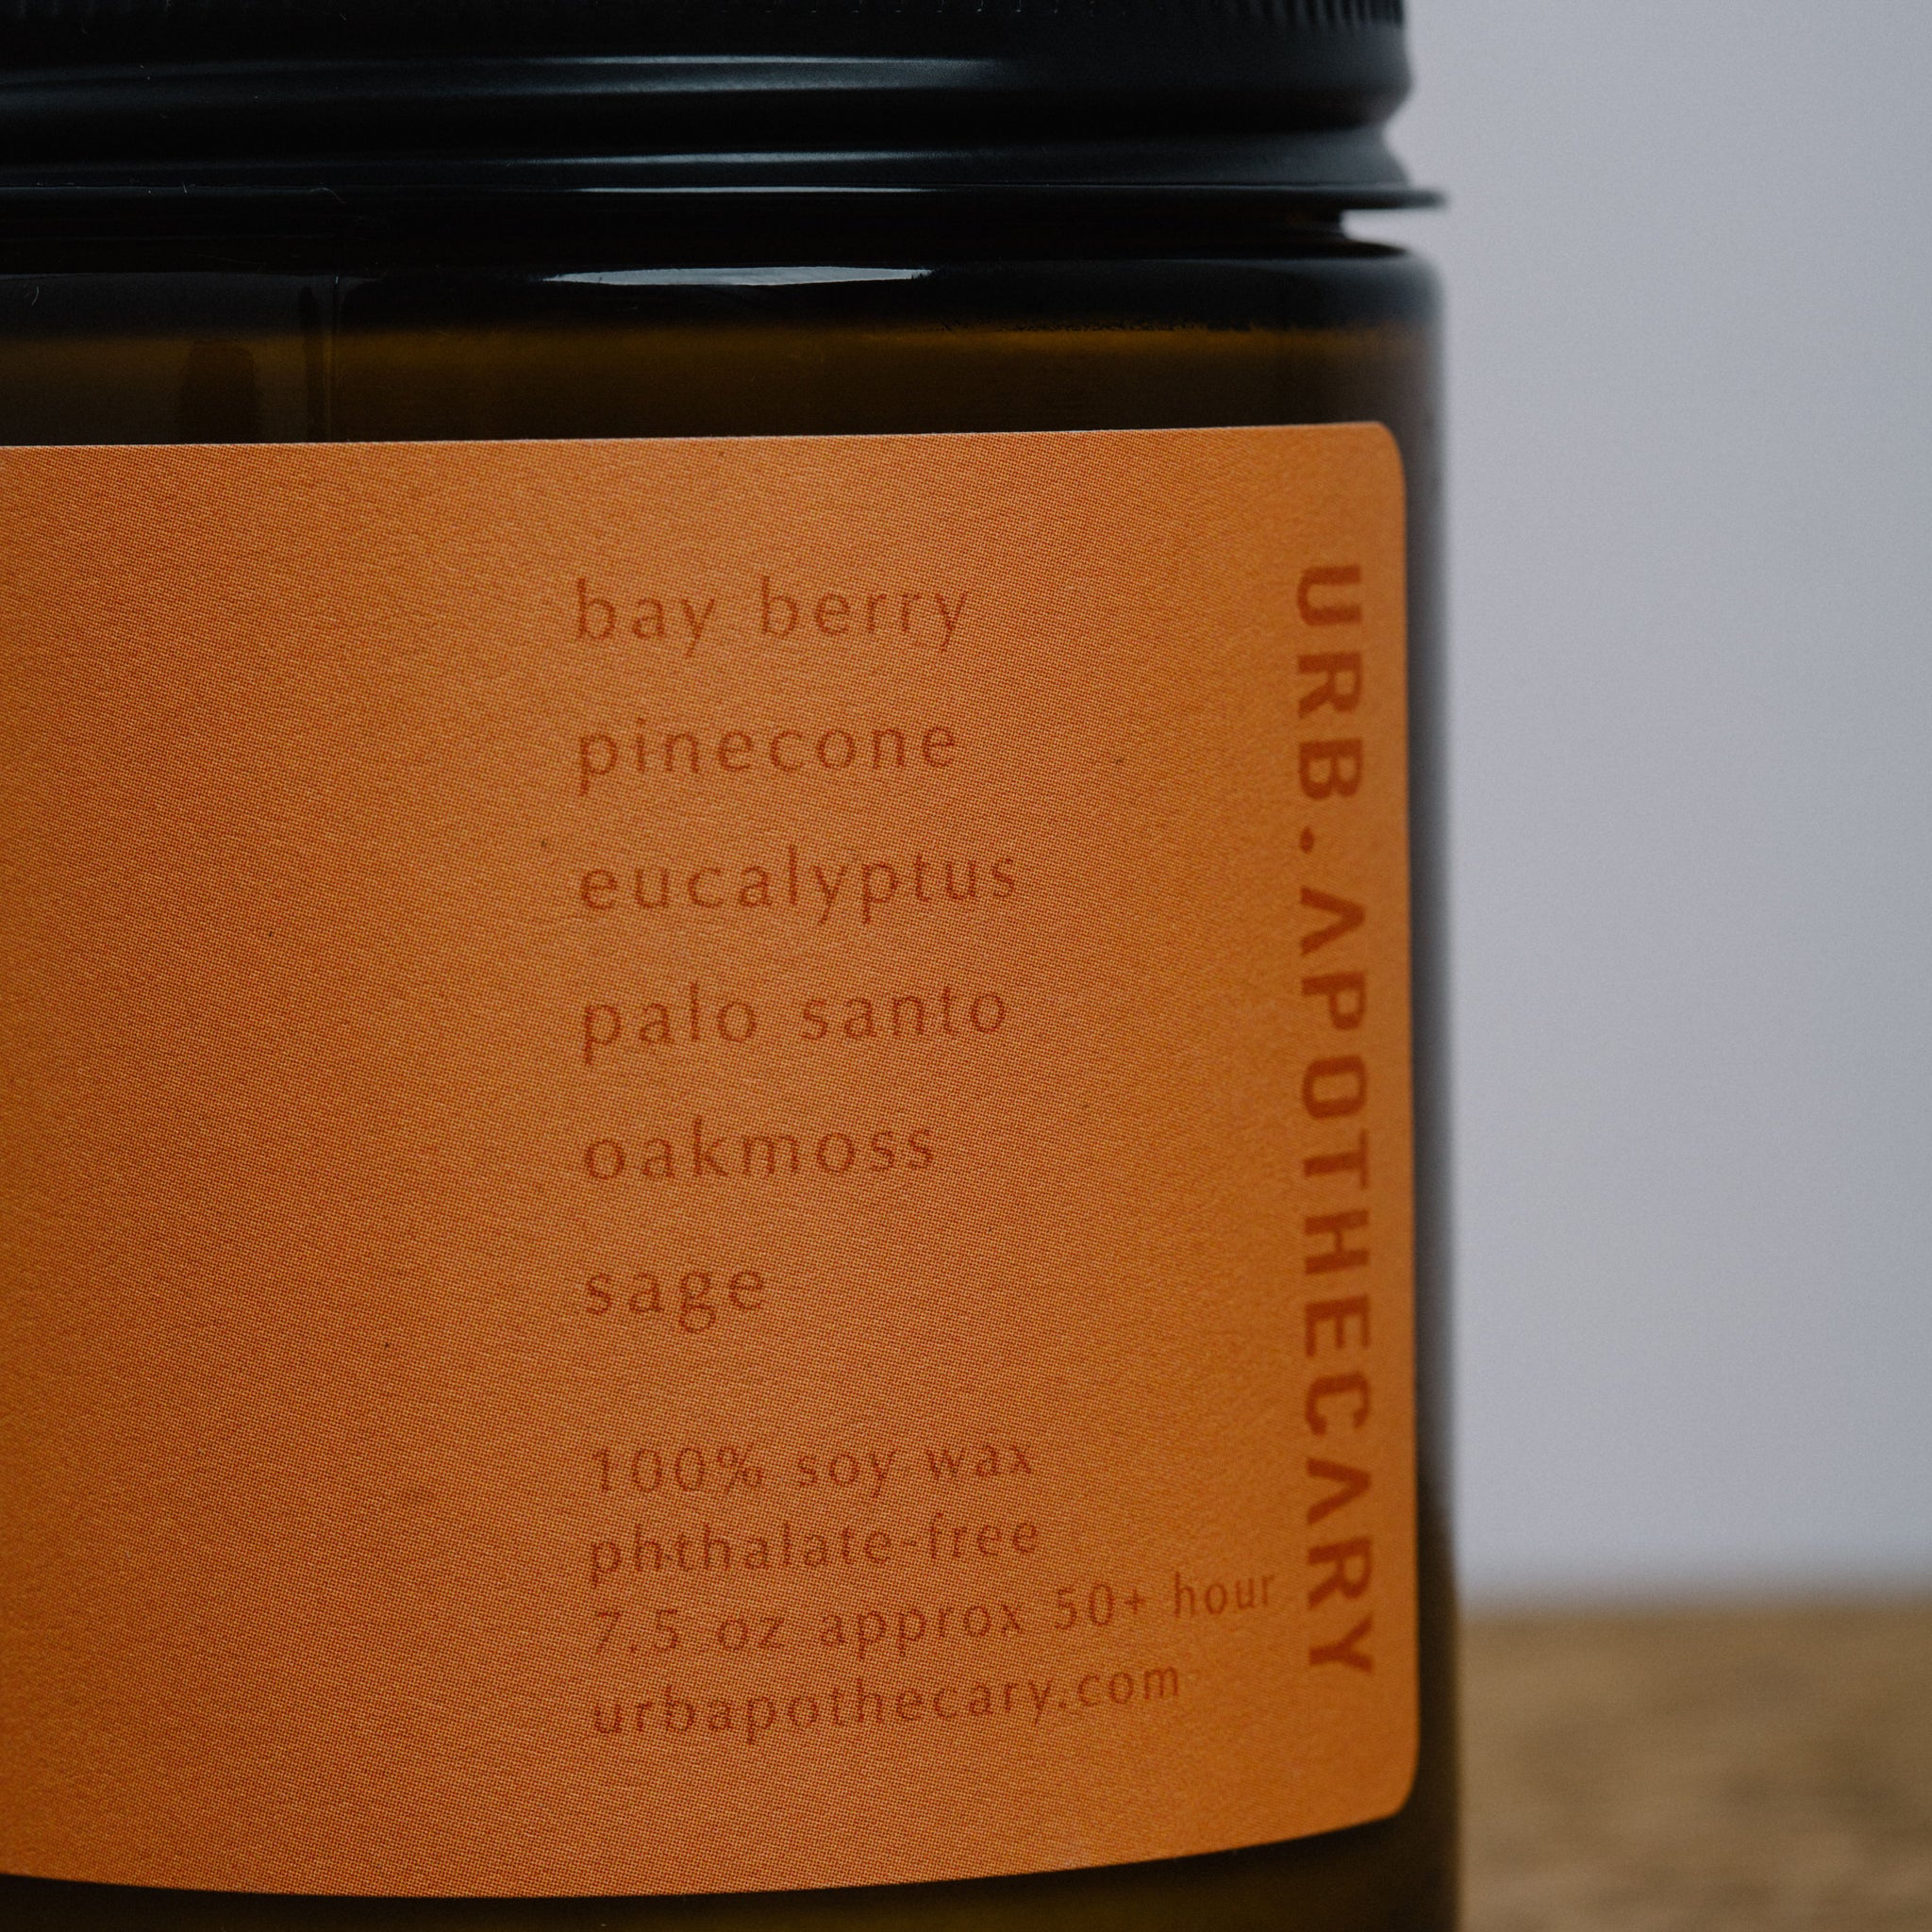 bay berry
pinecone
eucalyptus
palo santo
oakmoss
sage
100% soy wax
phthalate-free
7.5 oz approx 50+ hour
urbapothecary.com
URB.APOTHECARY